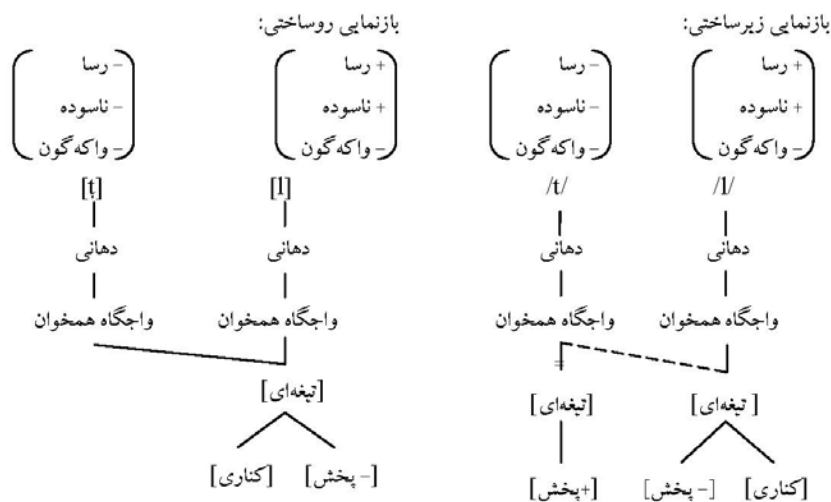 بازنمایی زیرساختی: بازنمایی روساختی:
+ رسا – رسا + رسا – رسا
+ ناسوده – ناسوده + ناسوده – ناسوده
– واکه‌گون – واکه‌گون – واکه‌گون – واکه‌گون
/l/ /t/ [l] [ṭ]
دهانی دهانی دهانی دهانی
واجگاه همخوان واجگاه همخوان واجگاه همخوان واجگاه همخوان
[تیغه‌ای] [تیغه‌ای] [تیغه‌ای]
[کناری] [– پخش] [+پخش] [– پخش] [کناری]